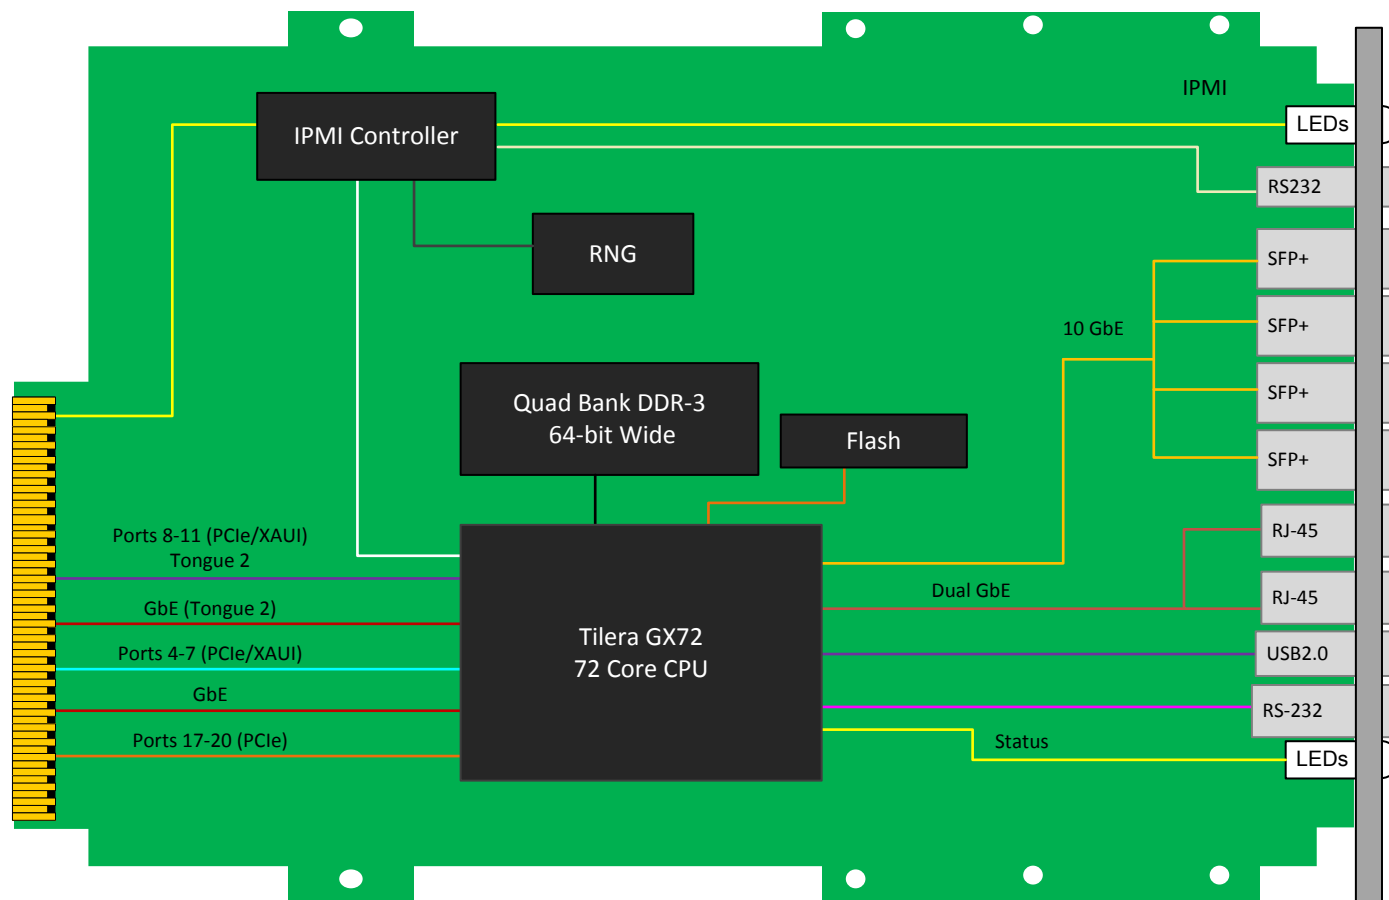 IPMI
LEDs
IPMI Controller
RS232
RNG
SFP+
SFP+
10 GbE
SFP+
SFP+
Quad Bank DDR-3
64-bit Wide
Flash
Ports 8-11 (PCIe/XAUI)
Tongue 2
GbE (Tongue 2)
Ports 4-7 (PCIe/XAUI)
GbE
Ports 17-20 (PCIe)
Tilera GX72
72 Core CPU
RJ-45
Dual GbE
RJ-45
USB2.0
RS-232
Status
LEDs